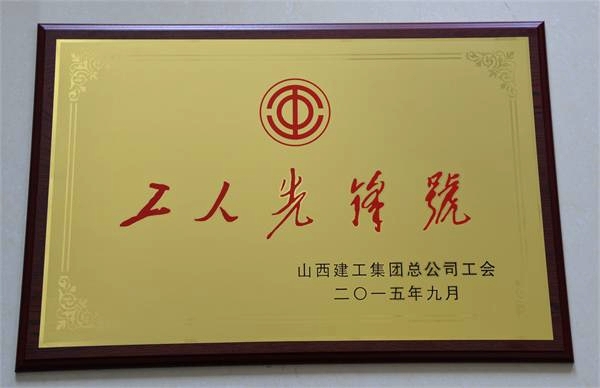 工人先锋號
山西建工集团总公司工会
二〇一五年九月